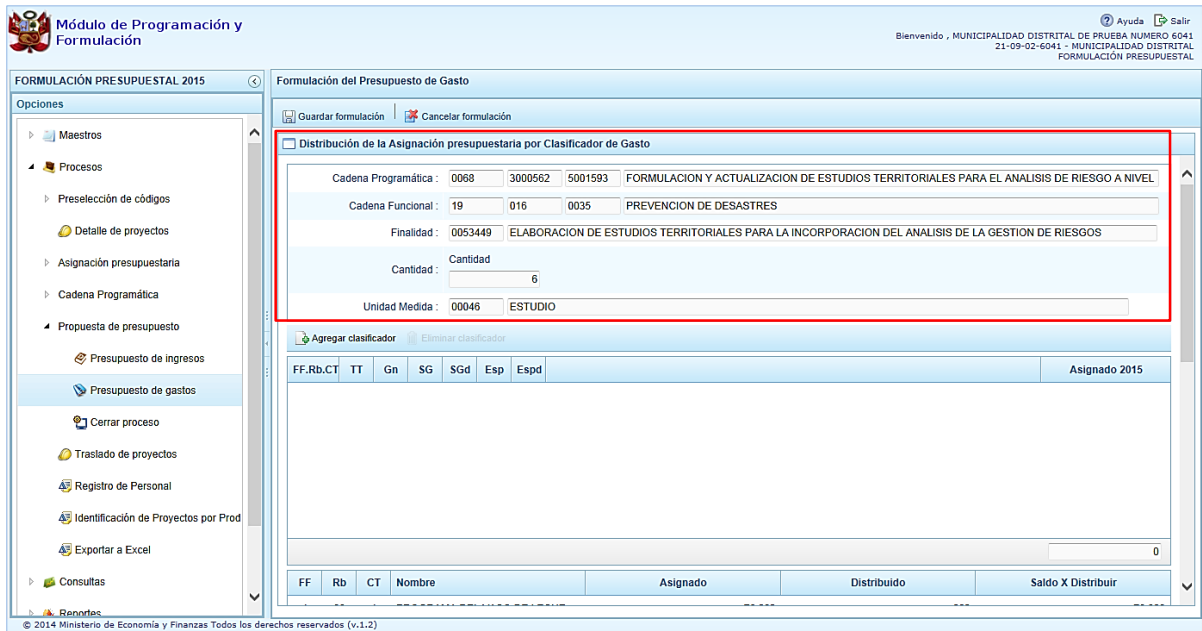 Módulo de Programación y
Formulación
Ayuda Salir
Bienvenido , MUNICIPALIDAD DISTRITAL DE PRUEBA NUMERO 6041
21-09-02-6041 - MUNICIPALIDAD DISTRITAL
FORMULACIÓN PRESUPUESTAL
FORMULACIÓN PRESUPUESTAL 2015
Opciones
Maestros
Procesos
Preselección de códigos
Detalle de proyectos
Asignación presupuestaria
Cadena Programática
Propuesta de presupuesto
Presupuesto de ingresos
Presupuesto de gastos
Cerrar proceso
Traslado de proyectos
Registro de Personal
Identificación de Proyectos por Prod
Exportar a Excel
Consultas
Reportes
Formulación del Presupuesto de Gasto
Guardar formulación Cancelar formulación
Distribución de la Asignación presupuestaria por Clasificador de Gasto
Cadena Programática : 0068 3000562 5001593 FORMULACION Y ACTUALIZACION DE ESTUDIOS TERRITORIALES PARA EL ANALISIS DE RIESGO A NIVEL
Cadena Funcional : 19 016 0035 PREVENCION DE DESASTRES
Finalidad : 0053449 ELABORACION DE ESTUDIOS TERRITORIALES PARA LA INCORPORACION DEL ANALISIS DE LA GESTION DE RIESGOS
Cantidad
Cantidad : 6
Unidad Medida : 00046 ESTUDIO
Agregar clasificador Eliminar clasificador
FF.Rb.CT TT Gn SG SGd Esp Espd Asignado 2015
0
FF Rb CT Nombre Asignado Distribuido Saldo X Distribuir
© 2014 Ministerio de Economía y Finanzas Todos los derechos reservados (v.1.2)